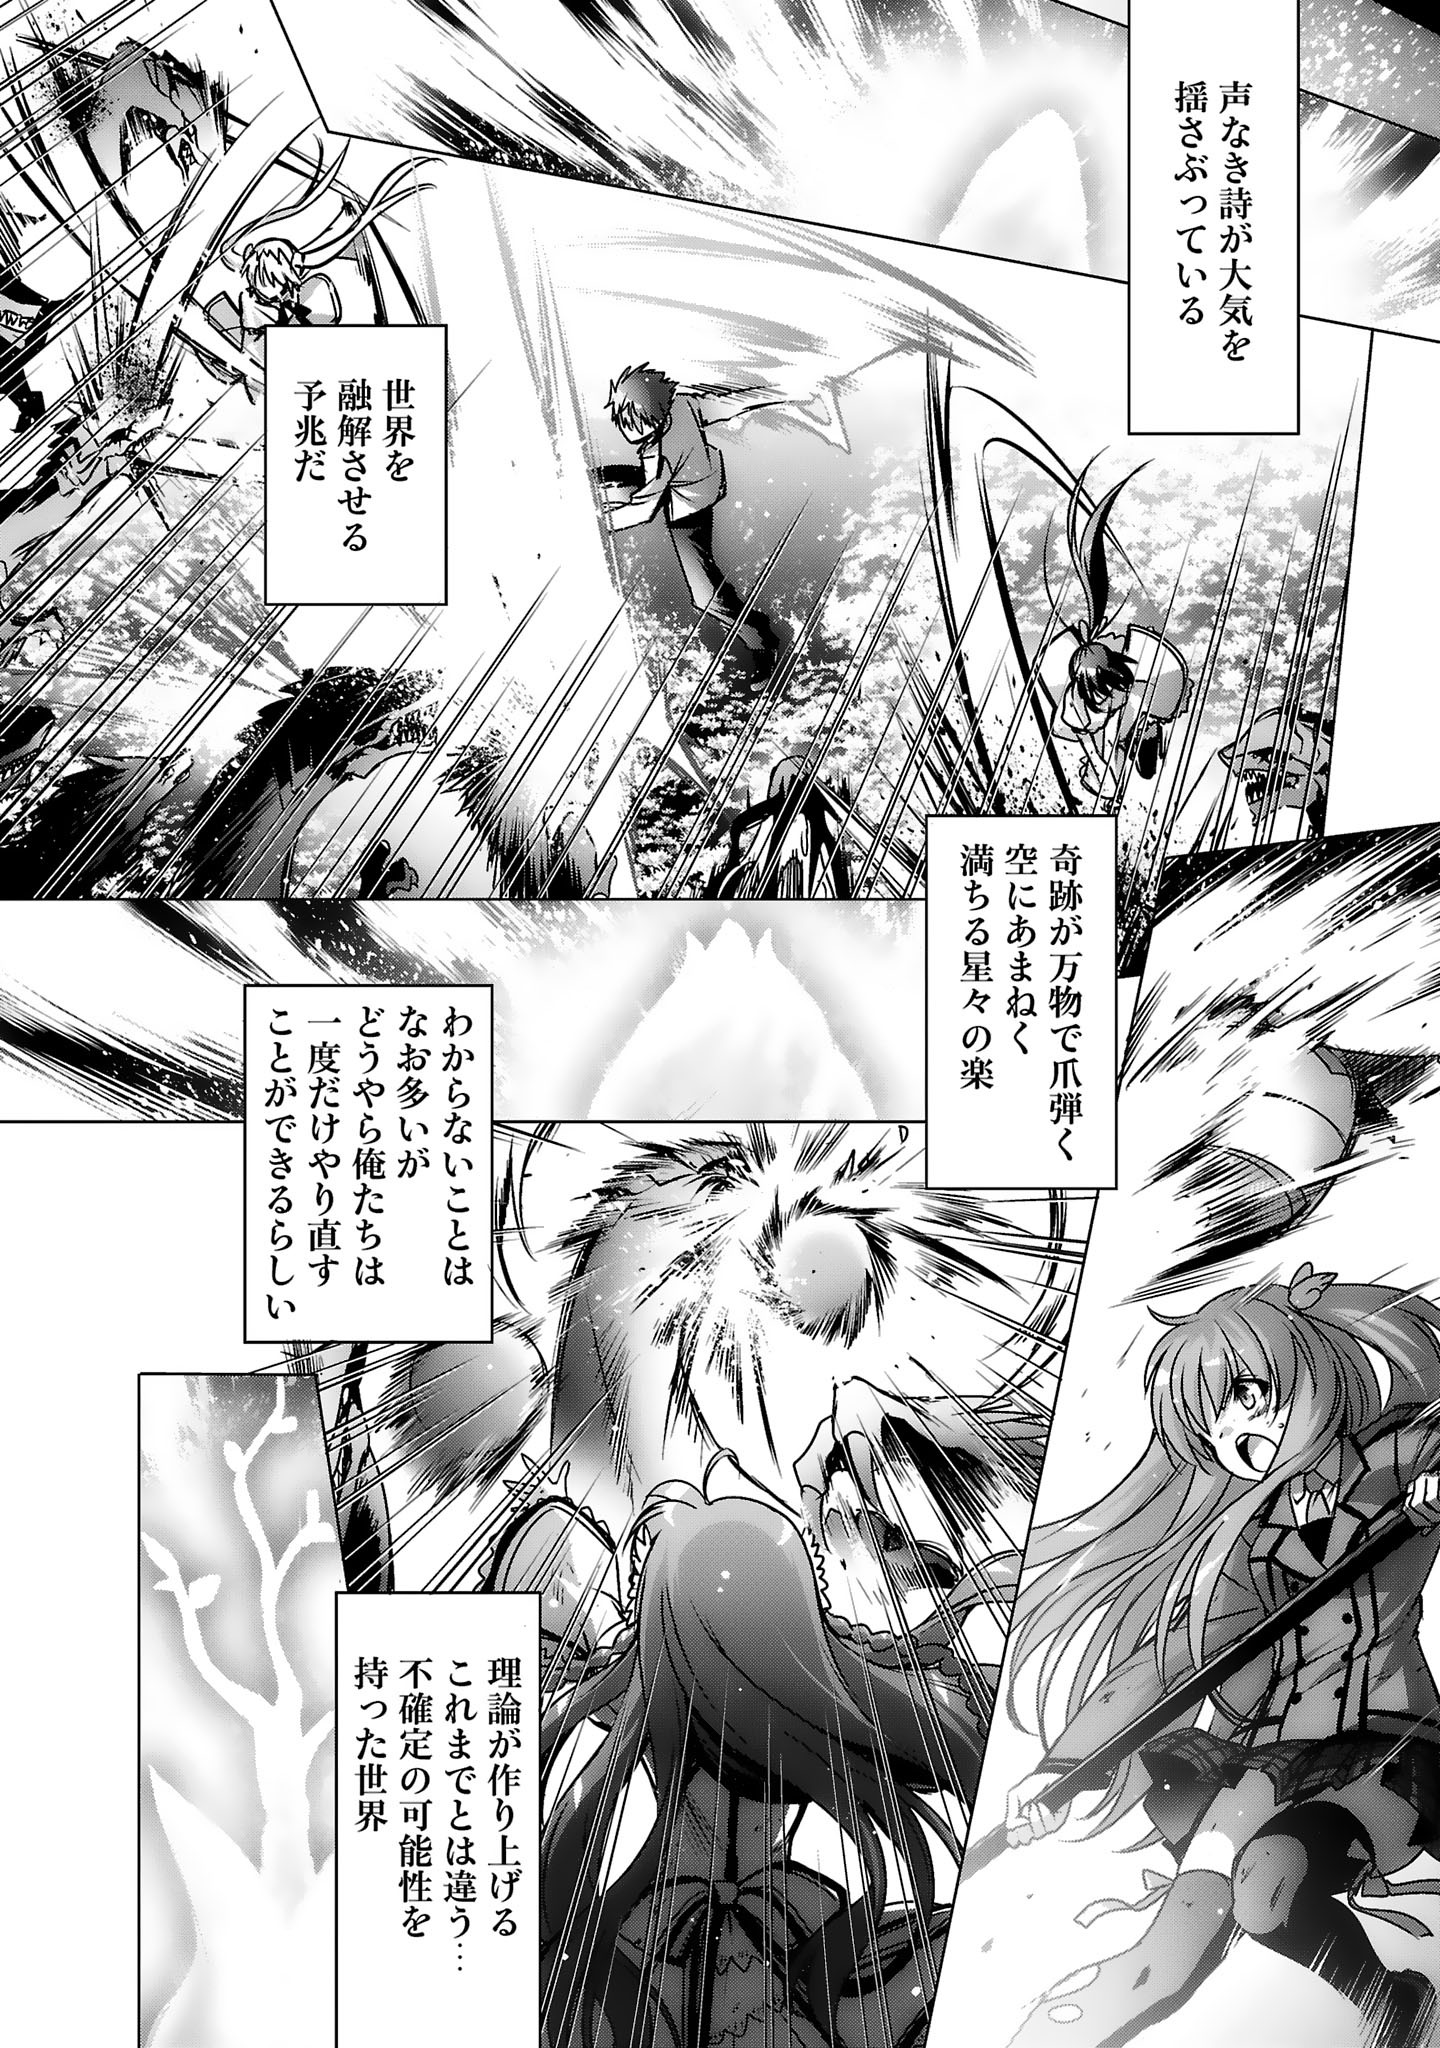 声なき詩が大気を
揺さぶっている
世界を
融解させる
予兆だ
奇跡が万物で爪弾く
空にあまねく
満ちる星々の楽
わからないことは
なお多いが
どうやら俺たちは
一度だけやり直す
ことができるらしい
理論が作り上げる
これまでとは違う…
不確定の可能性を
持った世界